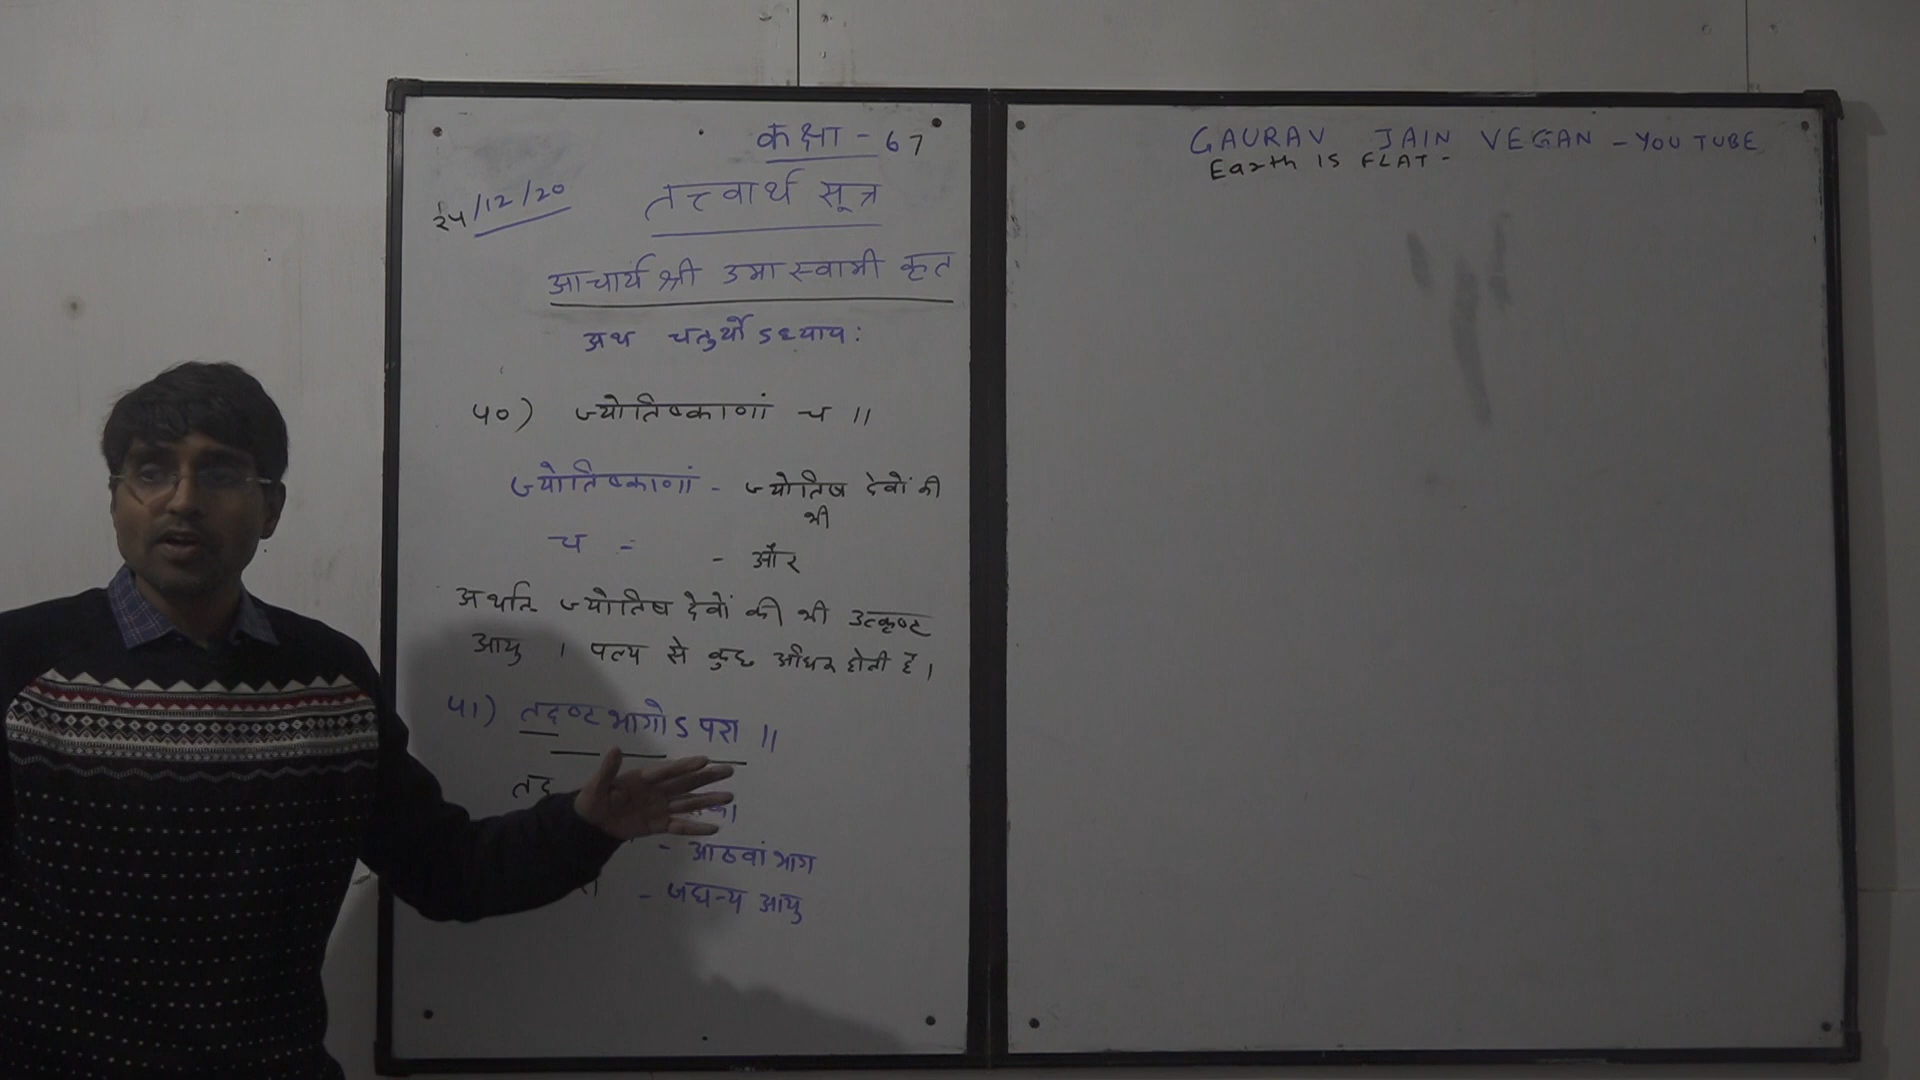 कक्षा - 67
२५/12/20
तत्त्वार्थ सूत्र
आचार्य श्री उमास्वामी कृत
अथ चतुर्थोऽध्यायः
५०) ज्योतिष्काणां च ॥
ज्योतिष्काणां - ज्योतिष देवों की
भी
च - - और
अर्थात ज्योतिष देवों की भी उत्कृष्ट
आयु १ पल्य से कुछ अधिक होती है।
५१) तदष्टभागोऽपरा ॥
तद
- आठवां भाग
- जघन्य आयु
GAURAV JAIN VEGAN - YOUTUBE
Earth IS FLAT -